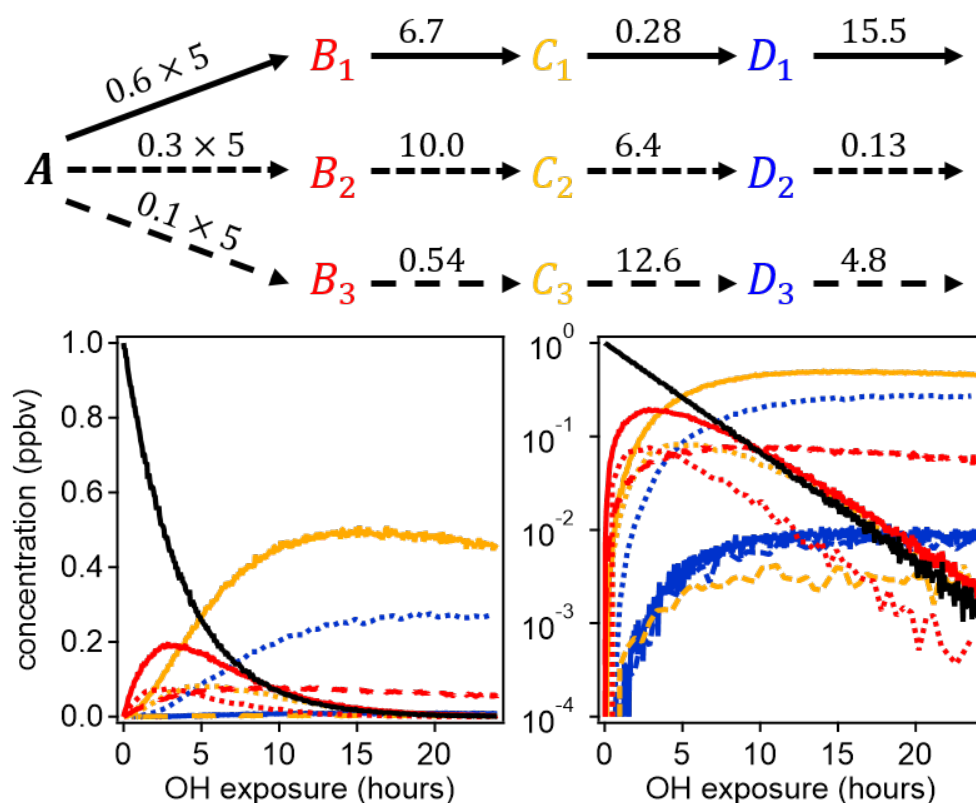 0.6 × 5
B₁ 6.7 C₁ 0.28 D₁ 15.5
A 0.3 × 5 B₂ 10.0 C₂ 6.4 D₂ 0.13
0.1 × 5
B₃ 0.54 C₃ 12.6 D₃ 4.8
concentration (ppbv)
1.0
0.8
0.6
0.4
0.2
0.0
0 5 10 15 20
OH exposure (hours)
10⁰
10⁻¹
10⁻²
10⁻³
10⁻⁴
0 5 10 15 20
OH exposure (hours)